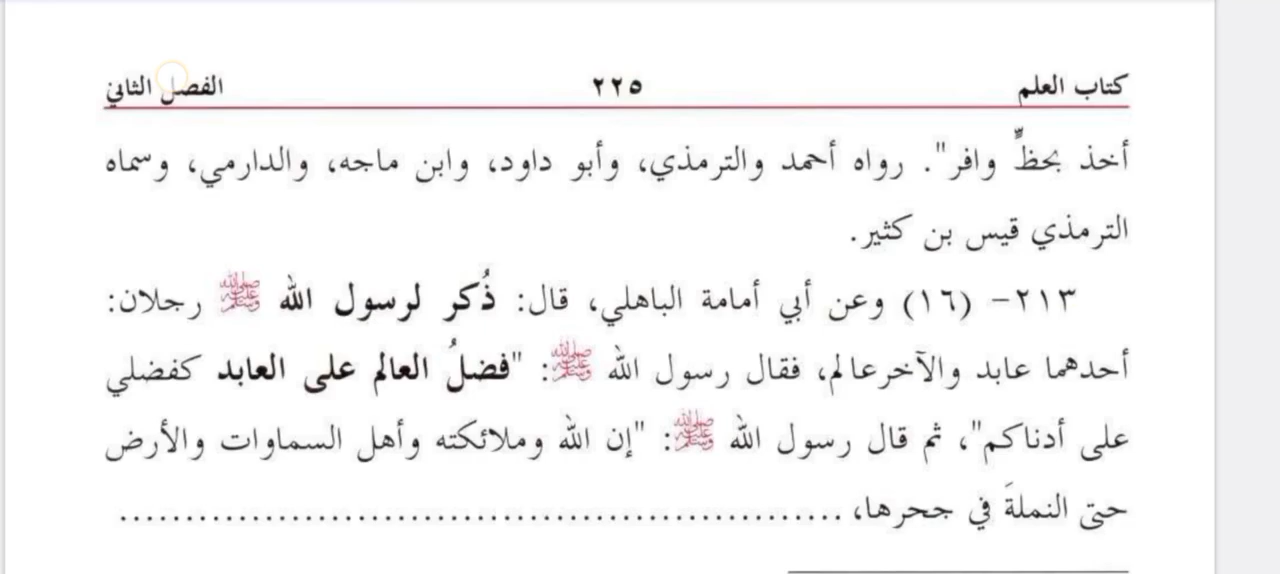 كتاب العلم ٢٢٥ الفصل الثاني
أخذ بحظٍّ وافر". رواه أحمد والترمذي، وأبو داود، وابن ماجه، والدارمي، وسماه
الترمذي قيس بن كثير.
٢١٣- (١٦) وعن أبي أمامة الباهلي، قال: ذُكر لرسول الله ﷺ رجلان:
أحدهما عابد والآخرعالم، فقال رسول الله ﷺ: "فضلُ العالم على العابد كفضلي
على أدناكم"، ثم قال رسول الله ﷺ: "إن الله وملائكته وأهل السماوات والأرض
حتى النملةَ في جحرها، ......................................................